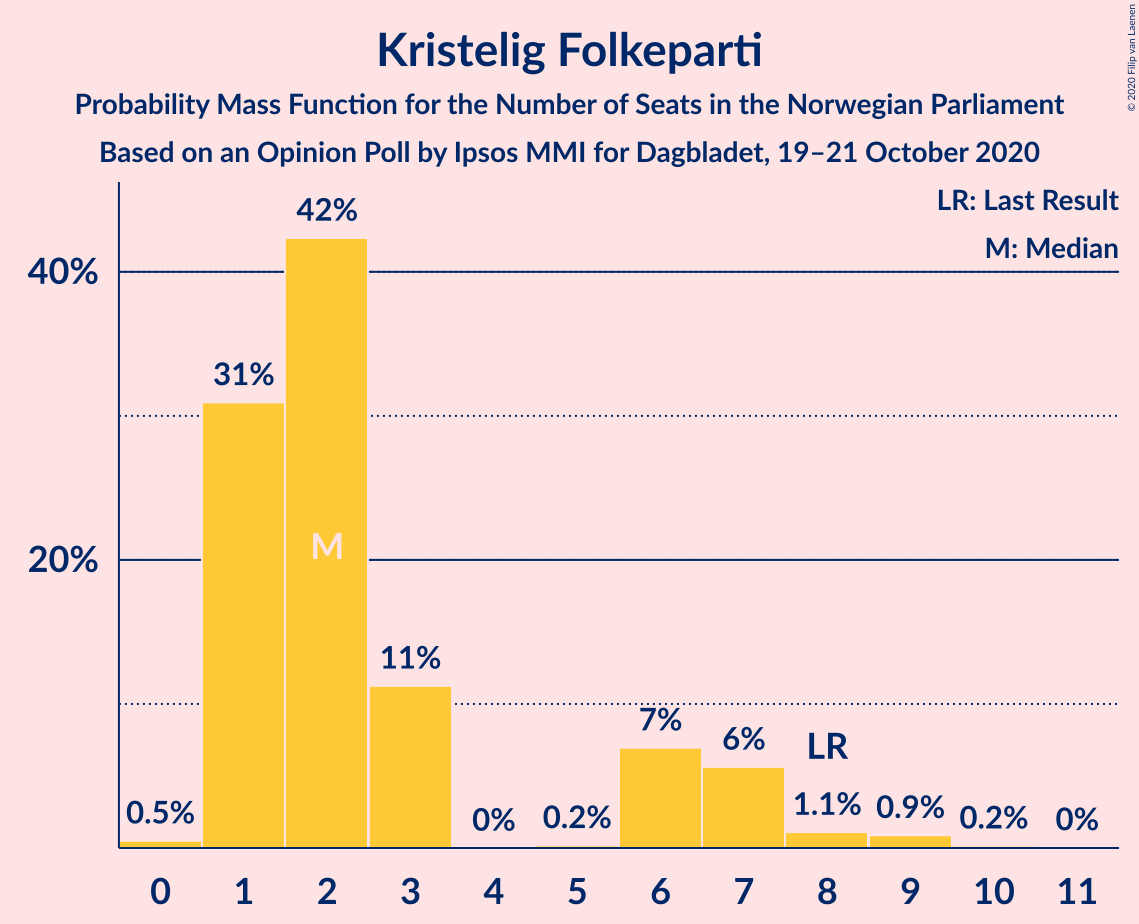 Kristelig Folkeparti
Probability Mass Function for the Number of Seats in the Norwegian Parliament
Based on an Opinion Poll by Ipsos MMI for Dagbladet, 19–21 October 2020
© 2020 Filip van Laenen
LR: Last Result
M: Median
40%
20%
0.5%
31%
42%
M
11%
0%
0.2%
7%
6%
LR
1.1%
0.9%
0.2%
0%
0 1 2 3 4 5 6 7 8 9 10 11